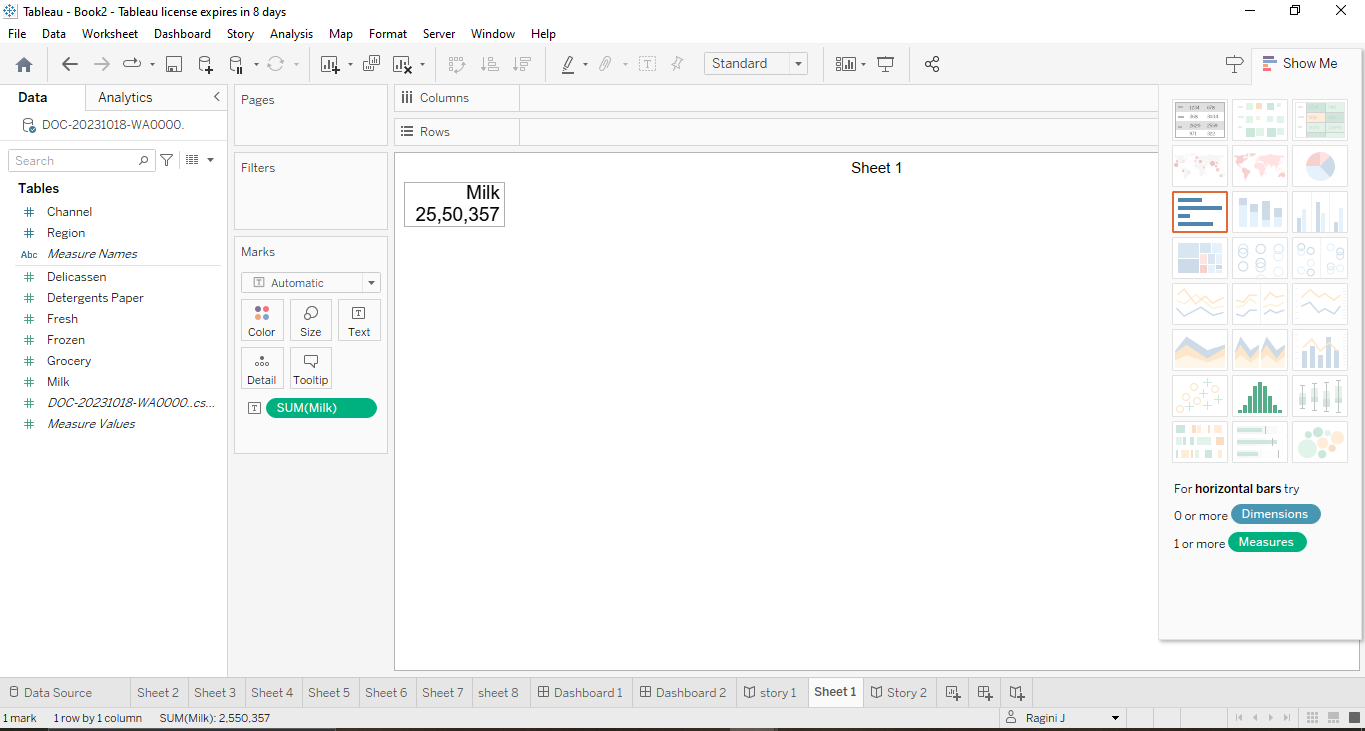 Tableau - Book2 - Tableau license expires in 8 days
File Data Worksheet Dashboard Story Analysis Map Format Server Window Help
Standard
Show Me
Data Analytics
DOC-20231018-WA0000.
Search
Tables
# Channel
# Region
Abc Measure Names
# Delicassen
# Detergents Paper
# Fresh
# Frozen
# Grocery
# Milk
# DOC-20231018-WA0000..cs...
# Measure Values
Pages
Filters
Marks
T Automatic
Color Size Text
Detail Tooltip
T SUM(Milk)
Columns
Rows
Sheet 1
Milk
25,50,357
For horizontal bars try
0 or more Dimensions
1 or more Measures
Data Source Sheet 2 Sheet 3 Sheet 4 Sheet 5 Sheet 6 Sheet 7 sheet 8 Dashboard 1 Dashboard 2 story 1 Sheet 1 Story 2
1 mark 1 row by 1 column SUM(Milk): 2,550,357 Ragini J